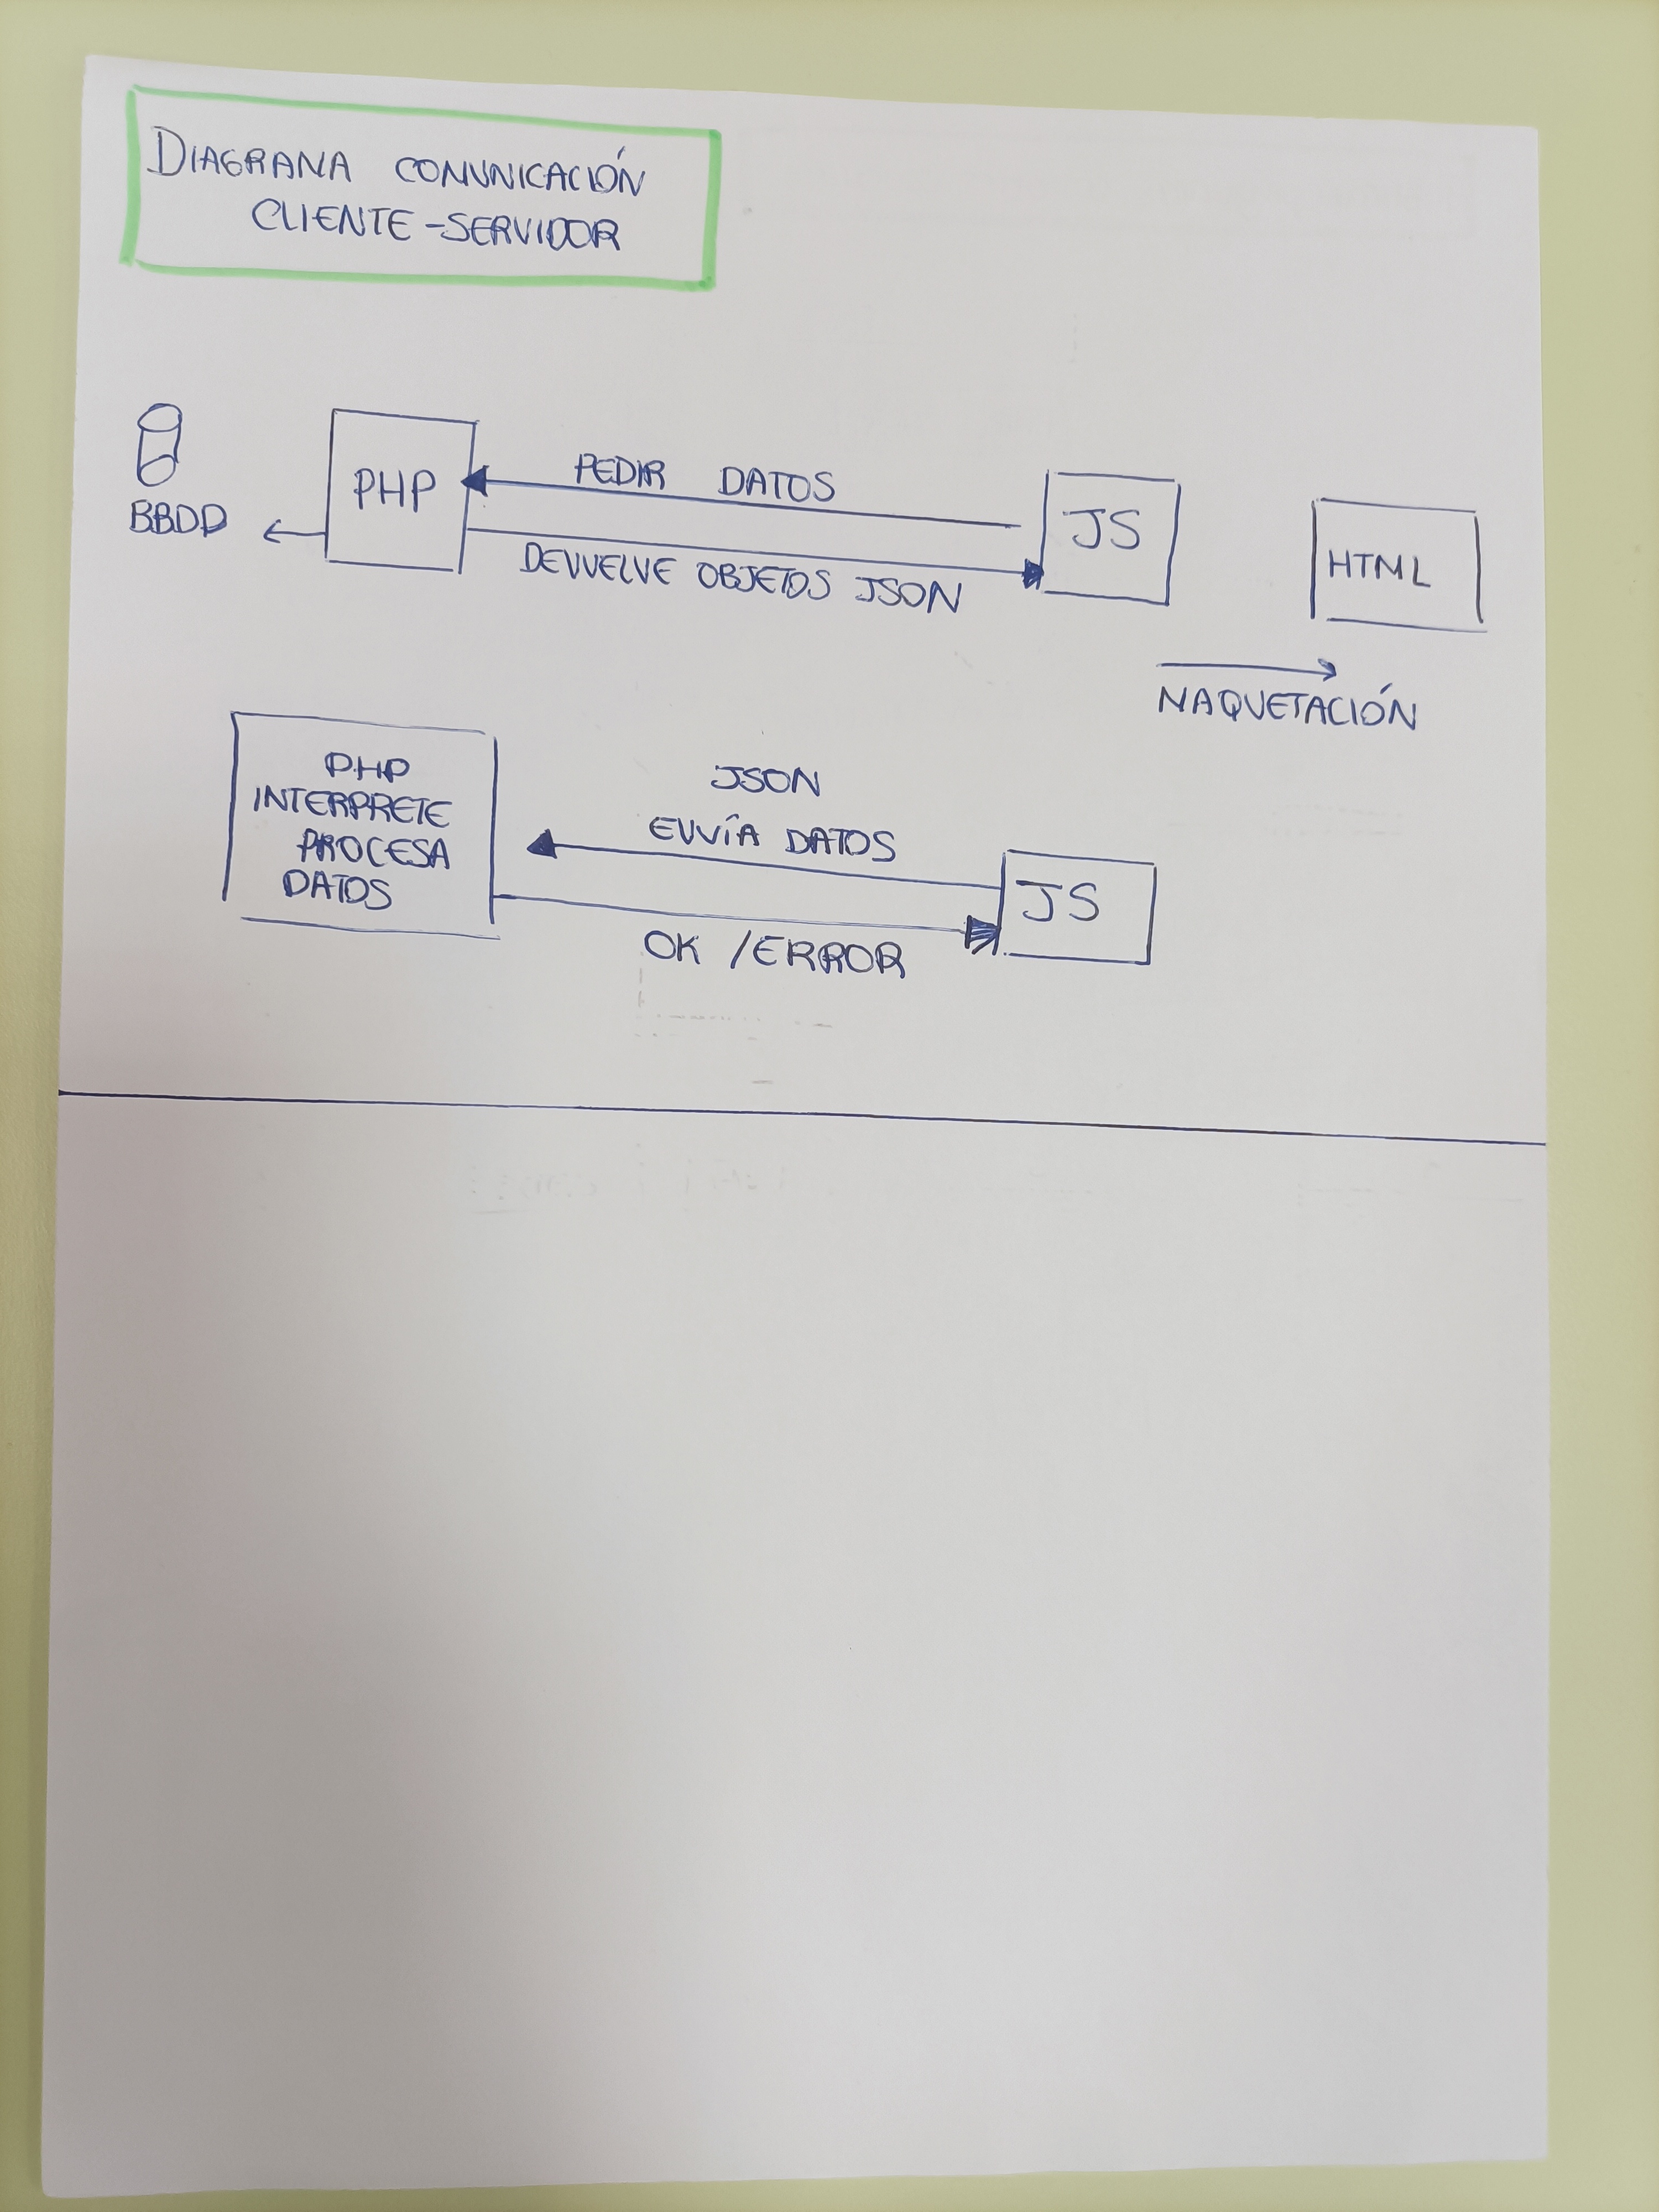 DIAGRAMA COMUNICACIÓN
CLIENTE-SERVIDOR
BBDD
PHP
PEDIR DATOS
DEVUELVE OBJETOS JSON
JS
HTML
MAQUETACIÓN
PHP
INTERPRETE
PROCESA
DATOS
JSON
ENVÍA DATOS
OK /ERROR
JS